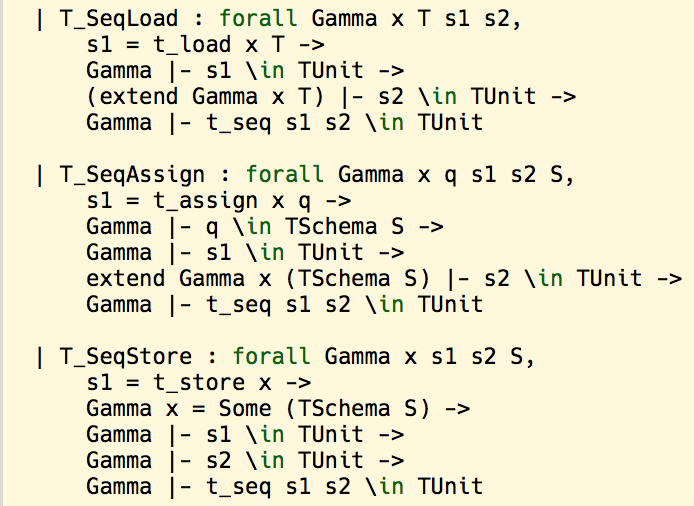 | T_SeqLoad : forall Gamma x T s1 s2,
s1 = t_load x T ->
Gamma |- s1 \in TUnit ->
(extend Gamma x T) |- s2 \in TUnit ->
Gamma |- t_seq s1 s2 \in TUnit
| T_SeqAssign : forall Gamma x q s1 s2 S,
s1 = t_assign x q ->
Gamma |- q \in TSchema S ->
Gamma |- s1 \in TUnit ->
extend Gamma x (TSchema S) |- s2 \in TUnit ->
Gamma |- t_seq s1 s2 \in TUnit
| T_SeqStore : forall Gamma x s1 s2 S,
s1 = t_store x ->
Gamma x = Some (TSchema S) ->
Gamma |- s1 \in TUnit ->
Gamma |- s2 \in TUnit ->
Gamma |- t_seq s1 s2 \in TUnit